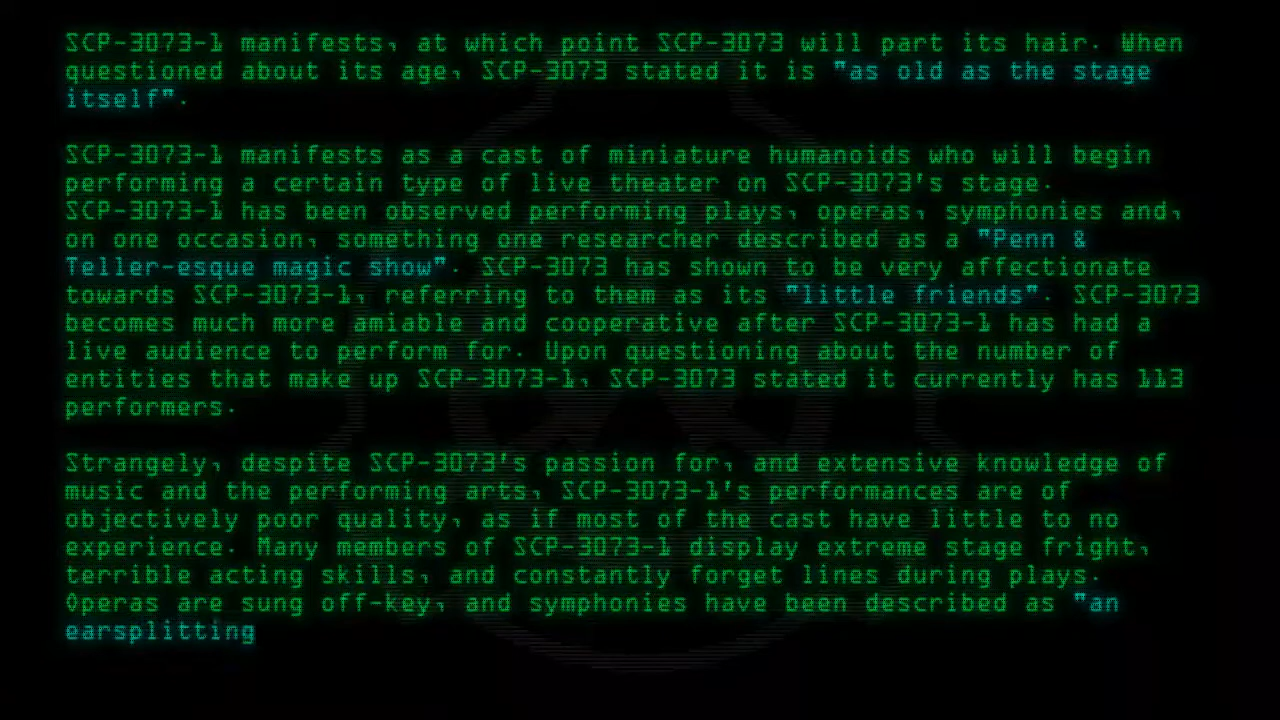 SCP-3073-1 manifests, at which point SCP-3073 will part its hair. When
questioned about its age, SCP-3073 stated it is "as old as the stage
itself".
SCP-3073-1 manifests as a cast of miniature humanoids who will begin
performing a certain type of live theater on SCP-3073's stage.
SCP-3073-1 has been observed performing plays, operas, symphonies and,
on one occasion, something one researcher described as a "Penn &
Teller-esque magic show". SCP-3073 has shown to be very affectionate
towards SCP-3073-1, referring to them as its "little friends". SCP-3073
becomes much more amiable and cooperative after SCP-3073-1 has had a
live audience to perform for. Upon questioning about the number of
entities that make up SCP-3073-1, SCP-3073 stated it currently has 113
performers.
Strangely, despite SCP-3073's passion for, and extensive knowledge of
music and the performing arts, SCP-3073-1's performances are of
objectively poor quality, as if most of the cast have little to no
experience. Many members of SCP-3073-1 display extreme stage fright,
terrible acting skills, and constantly forget lines during plays.
Operas are sung off-key, and symphonies have been described as "an
earsplitting